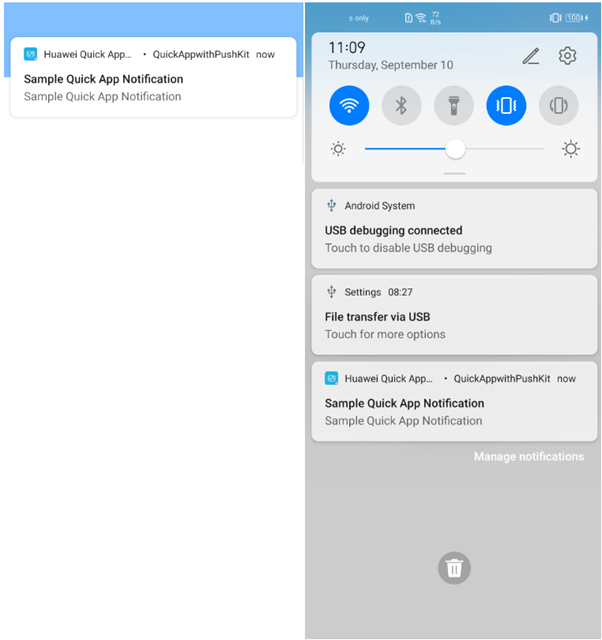 Huawei Quick App... • QuickAppwithPushKit now
Sample Quick App Notification
Sample Quick App Notification
s only 72 B/s 100
11:09
Thursday, September 10
Android System
USB debugging connected
Touch to disable USB debugging
Settings 08:27
File transfer via USB
Touch for more options
Huawei Quick App... • QuickAppwithPushKit now
Sample Quick App Notification
Sample Quick App Notification
Manage notifications